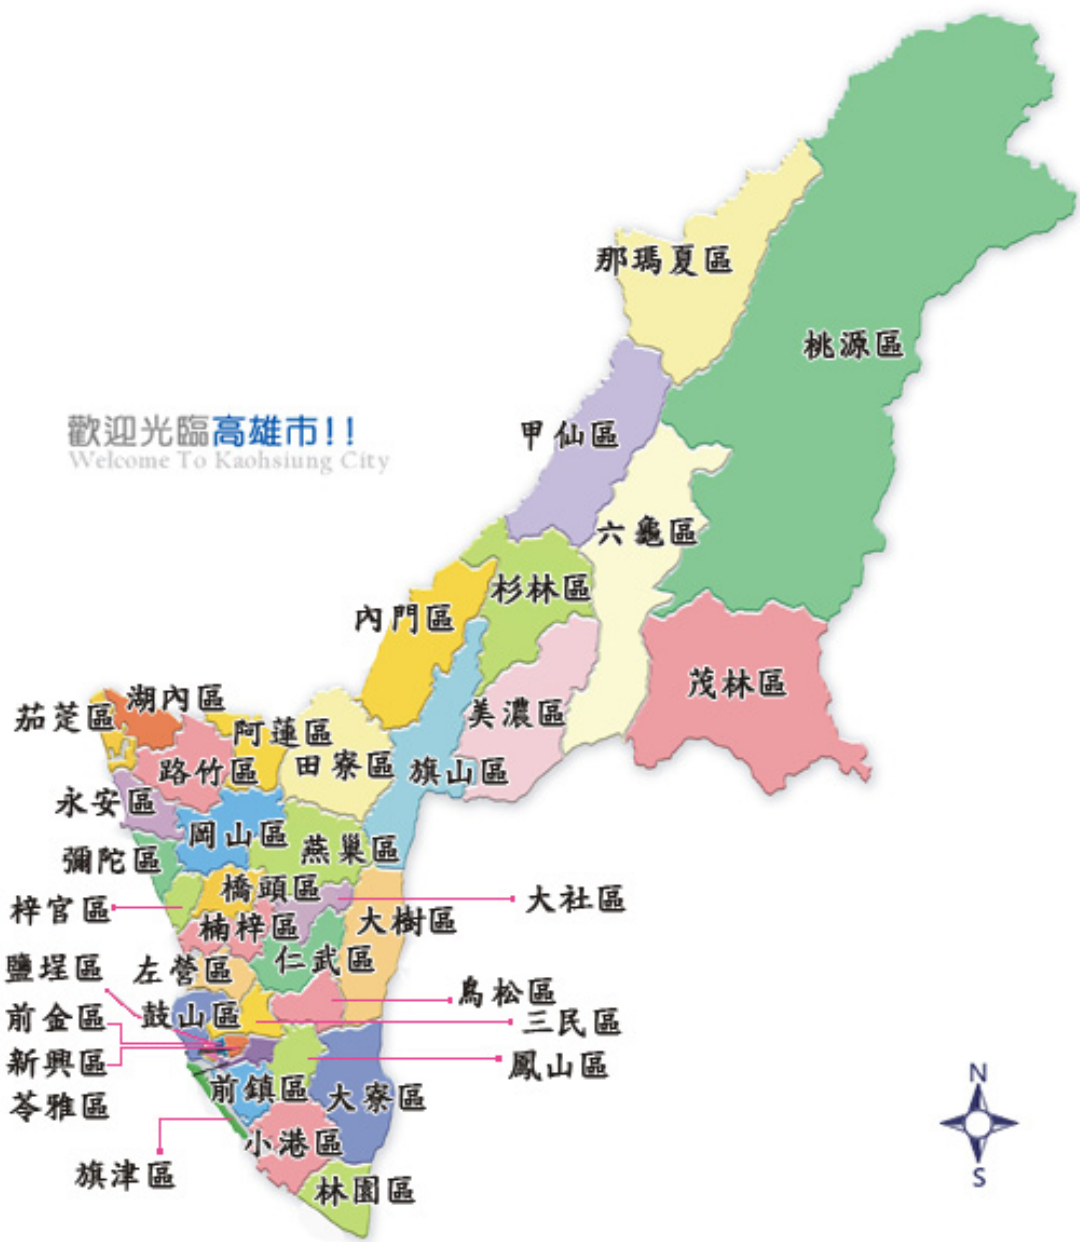 那瑪夏區
桃源區
歡迎光臨高雄市!!
Welcome To Kaohsiung City
甲仙區
六龜區
杉林區
內門區
茂林區
湖內區
茄萣區
美濃區
阿蓮區
路竹區
田寮區
旗山區
永安區
岡山區
燕巢區
彌陀區
橋頭區
大社區
梓官區
大樹區
楠梓區
仁武區
鹽埕區
左營區
鳥松區
前金區
鼓山區
三民區
新興區
鳳山區
前鎮區
大寮區
苓雅區
小港區
旗津區
林園區
N
S